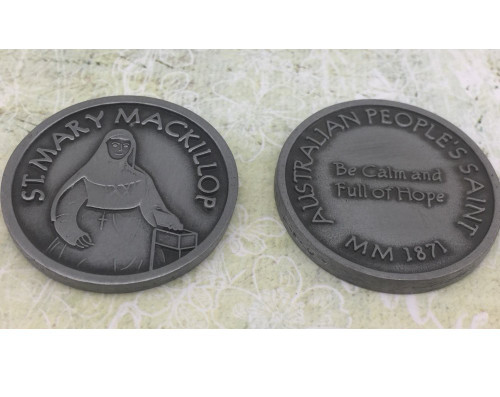 ST. MARY MACKILLOP
AUSTRALIAN PEOPLE'S SAINT
Be Calm and
Full of Hope
MM 1871